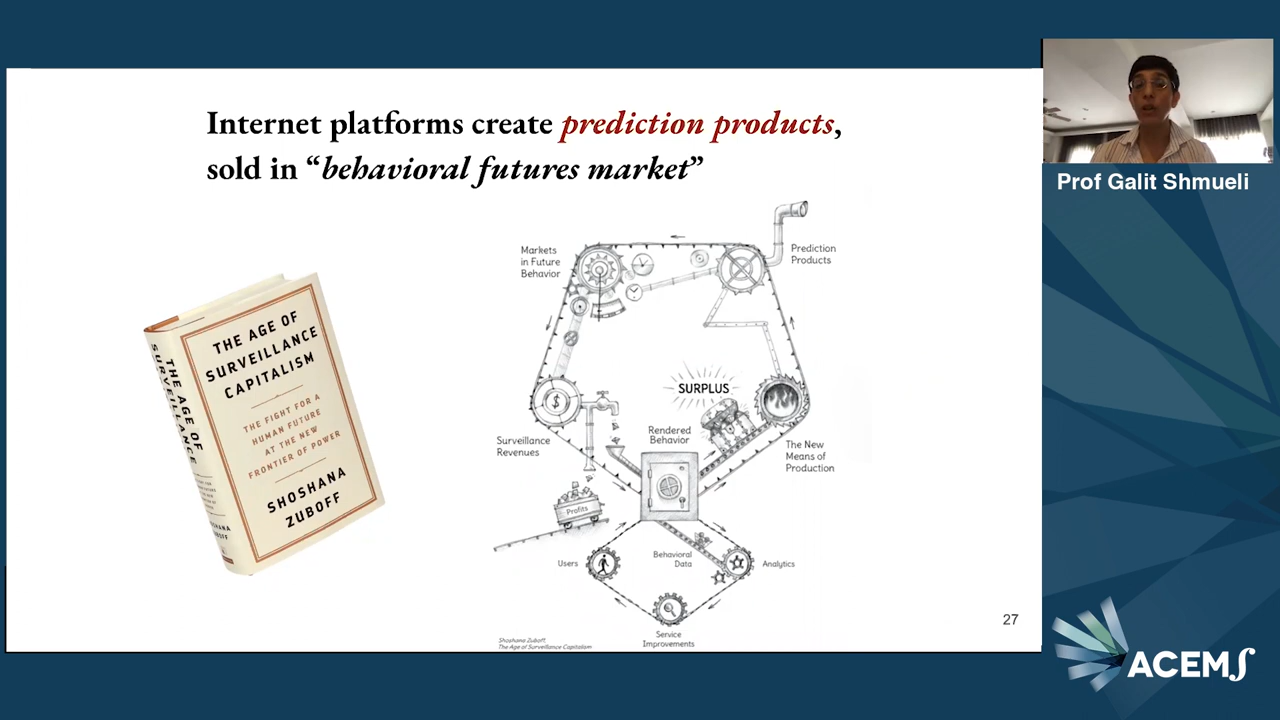 Internet platforms create prediction products,
sold in “behavioral futures market”
Prof Galit Shmueli
THE AGE OF
SURVEILLANCE
CAPITALISM
THE FIGHT FOR A
HUMAN FUTURE
AT THE NEW
FRONTIER OF POWER
SHOSHANA
ZUBOFF
THE AGE OF
SURVEILLANCE
Markets
in Future
Behavior
Prediction
Products
$
SURPLUS
Surveillance
Revenues
Rendered
Behavior
The New
Means of
Production
Profits
Users
Behavioral
Data
Analytics
Service
Improvements
Shoshana Zuboff
The Age of Surveillance Capitalism
27
ACEMS